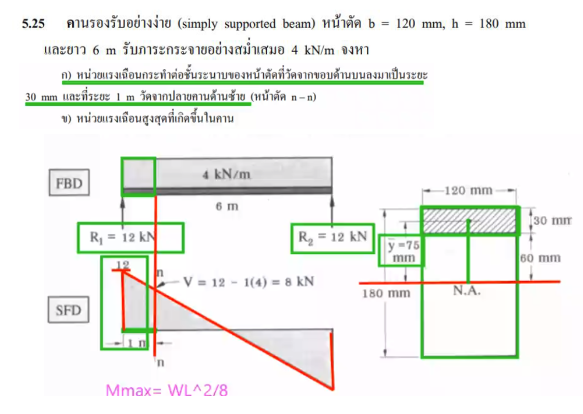 5.25 คานรองรับอย่างง่าย (simply supported beam) หน้าตัด b = 120 mm, h = 180 mm
และยาว 6 m รับภาระกระจายอย่างสม่ำเสมอ 4 kN/m จงหา
ก) หน่วยแรงเฉือนกระทำต่อชั้นระนาบของหน้าตัดที่วัดจากขอบด้านบนลงมาเป็นระยะ
30 mm และที่ระยะ 1 m วัดจากปลายคานด้านซ้าย (หน้าตัด n – n)
ข) หน่วยแรงเฉือนสูงสุดที่เกิดขึ้นในคาน
FBD
4 kN/m
6 m
R₁ = 12 kN
R₂ = 12 kN
12
n
V = 12 - 1(4) = 8 kN
SFD
1 m
n
Mmax= WL^2/8
120 mm
30 mm
ȳ =75
mm
60 mm
180 mm
N.A.